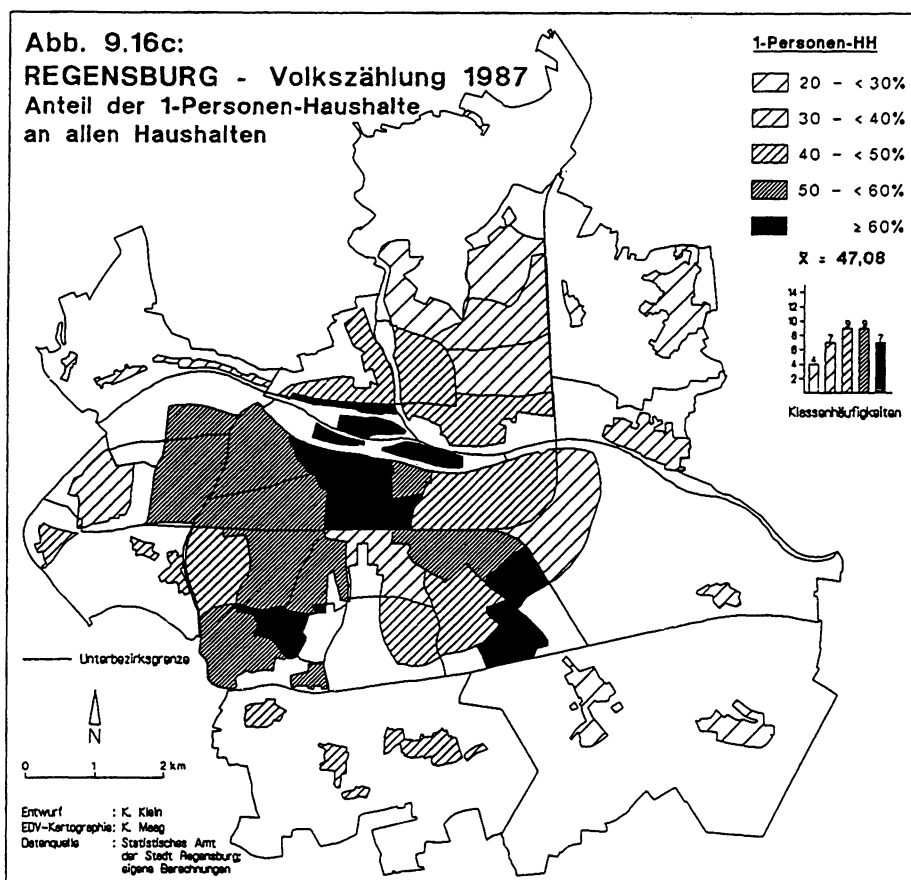 Abb. 9.16c:
REGENSBURG - Volkszählung 1987
Anteil der 1-Personen-Haushalte
an allen Haushalten
1-Personen-HH
20 - < 30%
30 - < 40%
40 - < 50%
50 - < 60%
≥ 60%
x̄ = 47,08
14
12
10
8
6
4
2
4
7
9
9
7
Klassenhäufigkeiten
Unterbezirksgrenze
N
0 1 2 km
Entwurf : K. Klein
EDV-Kartographie: K. Maag
Datenquelle : Statistisches Amt
der Stadt Regensburg;
eigene Berechnungen